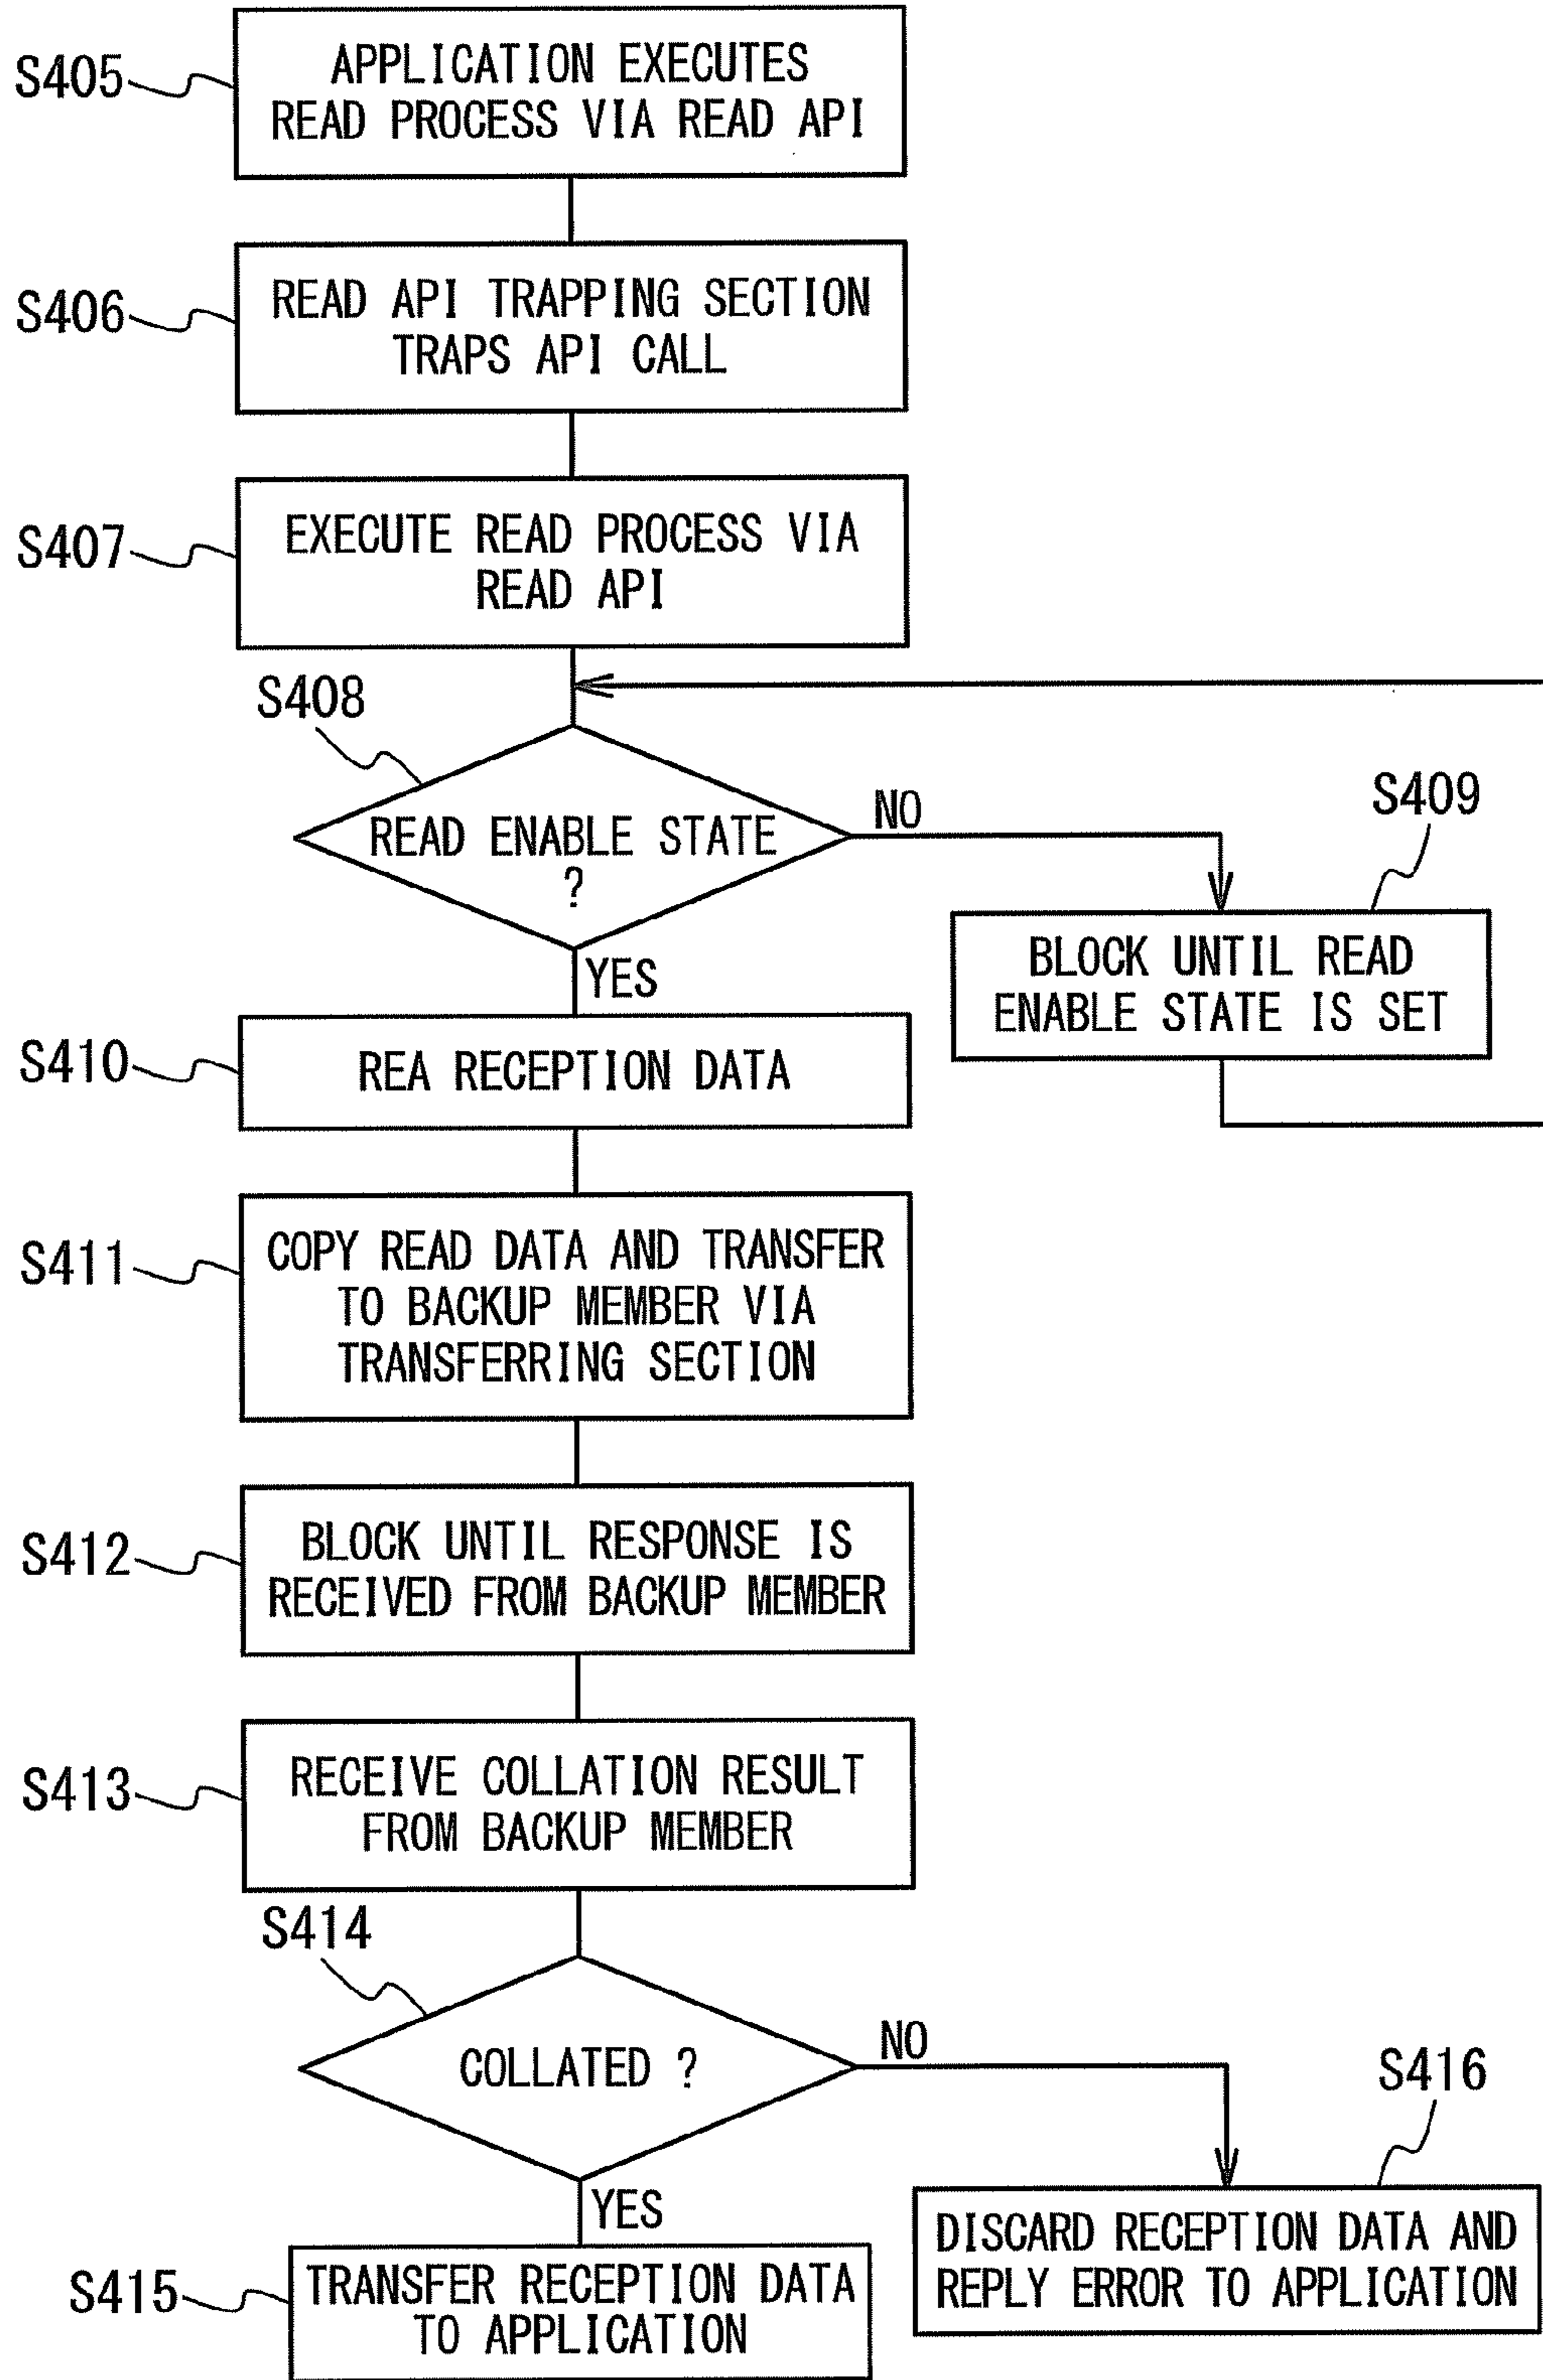 S405
APPLICATION EXECUTES
READ PROCESS VIA READ API
S406
READ API TRAPPING SECTION
TRAPS API CALL
S407
EXECUTE READ PROCESS VIA
READ API
S408
READ ENABLE STATE
?
NO
S409
BLOCK UNTIL READ
ENABLE STATE IS SET
YES
S410
REA RECEPTION DATA
S411
COPY READ DATA AND TRANSFER
TO BACKUP MEMBER VIA
TRANSFERRING SECTION
S412
BLOCK UNTIL RESPONSE IS
RECEIVED FROM BACKUP MEMBER
S413
RECEIVE COLLATION RESULT
FROM BACKUP MEMBER
S414
COLLATED ?
NO
S416
DISCARD RECEPTION DATA AND
REPLY ERROR TO APPLICATION
YES
S415
TRANSFER RECEPTION DATA
TO APPLICATION